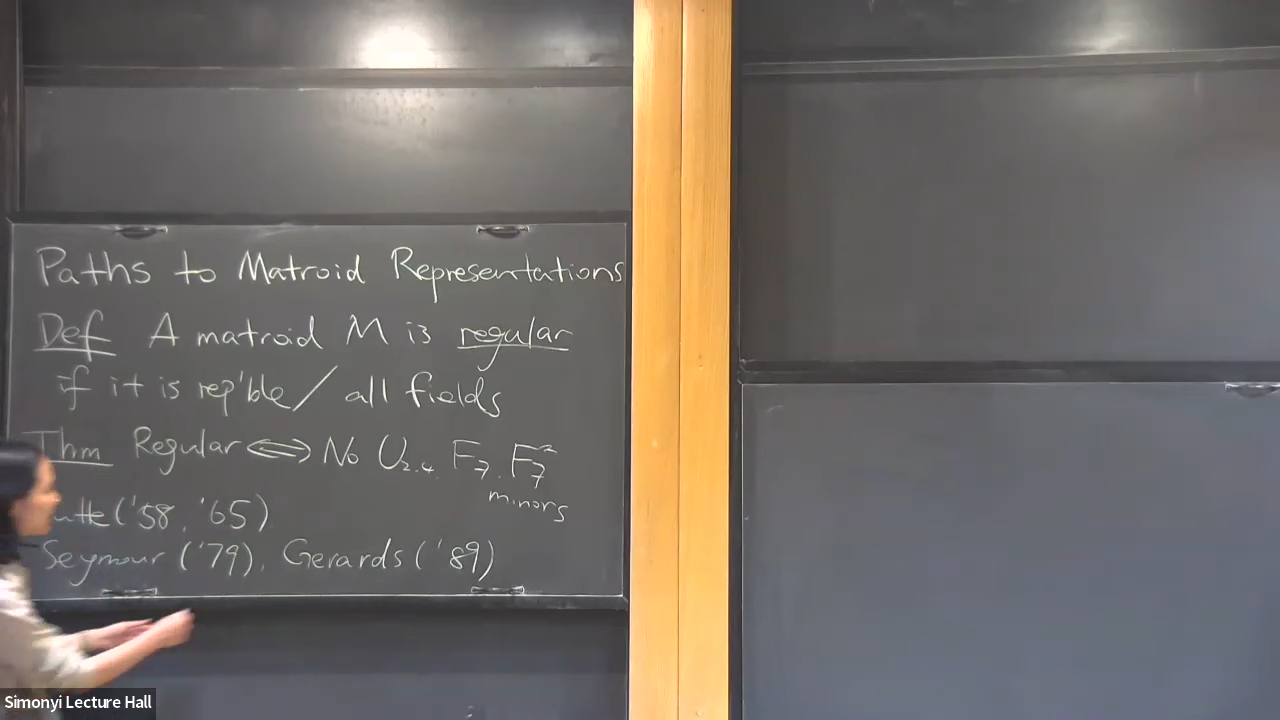 Paths to Matroid Representations
Def A matroid M is regular
if it is rep'ble / all fields
Thm Regular ⟺ No U₂,₄, F₇, F₇*
minors
Tutte ('58, '65)
Seymour ('79), Gerards ('89)
Simonyi Lecture Hall